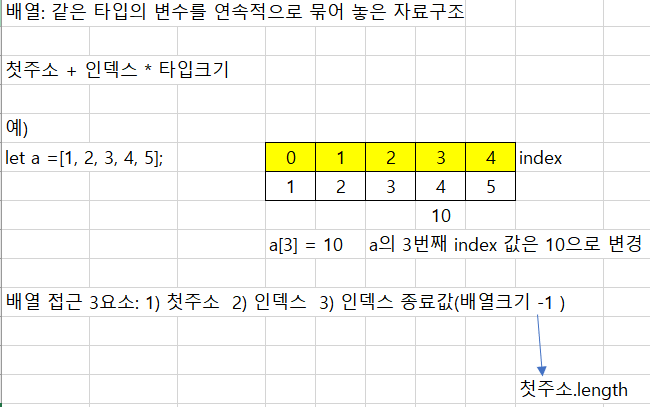 배열: 같은 타입의 변수를 연속적으로 묶어 놓은 자료구조
첫주소 + 인덱스 * 타입크기
예)
let a =[1, 2, 3, 4, 5]; 0 1 2 3 4 index
1 2 3 4 5
10
a[3] = 10 a의 3번째 index 값은 10으로 변경
배열 접근 3요소: 1) 첫주소 2) 인덱스 3) 인덱스 종료값(배열크기 -1 )
첫주소.length